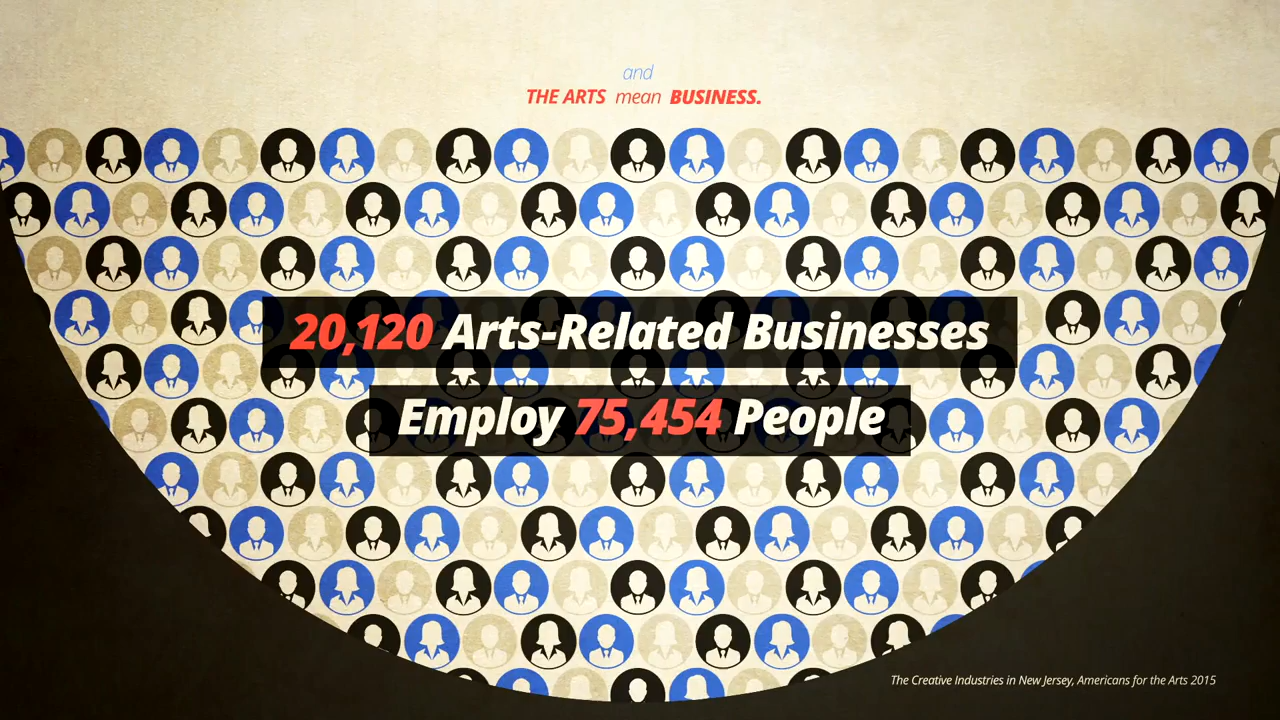 and
THE ARTS mean BUSINESS.
20,120 Arts-Related Businesses
Employ 75,454 People
The Creative Industries in New Jersey, Americans for the Arts 2015